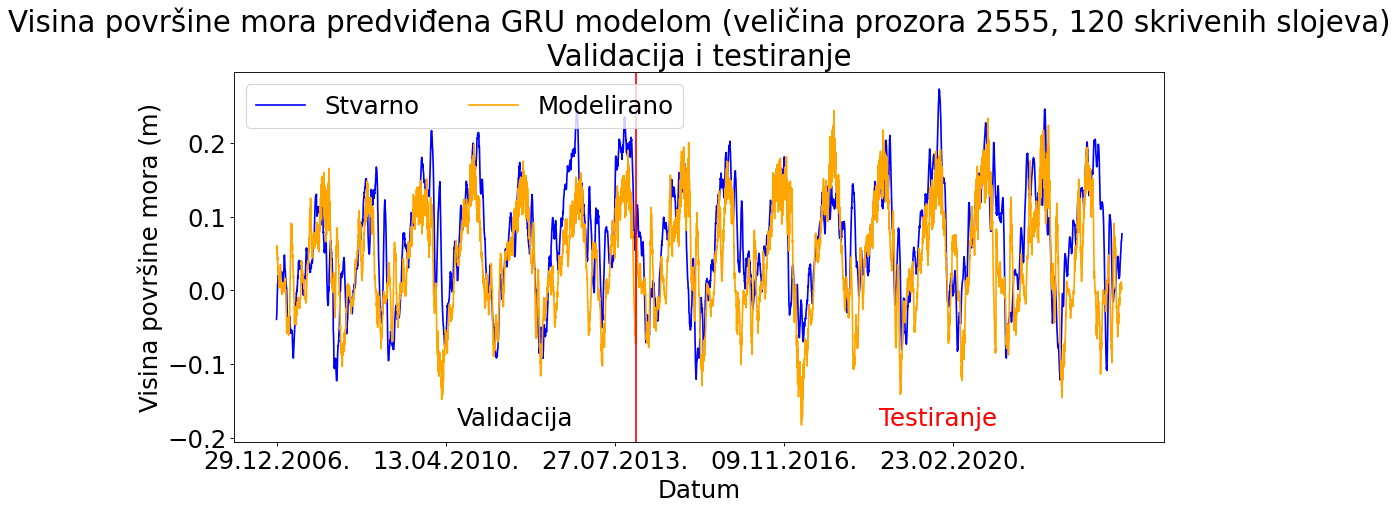 Visina površine mora predviđena GRU modelom (veličina prozora 2555, 120 skrivenih slojeva)
Validacija i testiranje
Stvarno Modelirano
Visina površine mora (m)
0.2
0.1
0.0
−0.1
−0.2
Validacija Testiranje
29.12.2006. 13.04.2010. 27.07.2013. 09.11.2016. 23.02.2020.
Datum